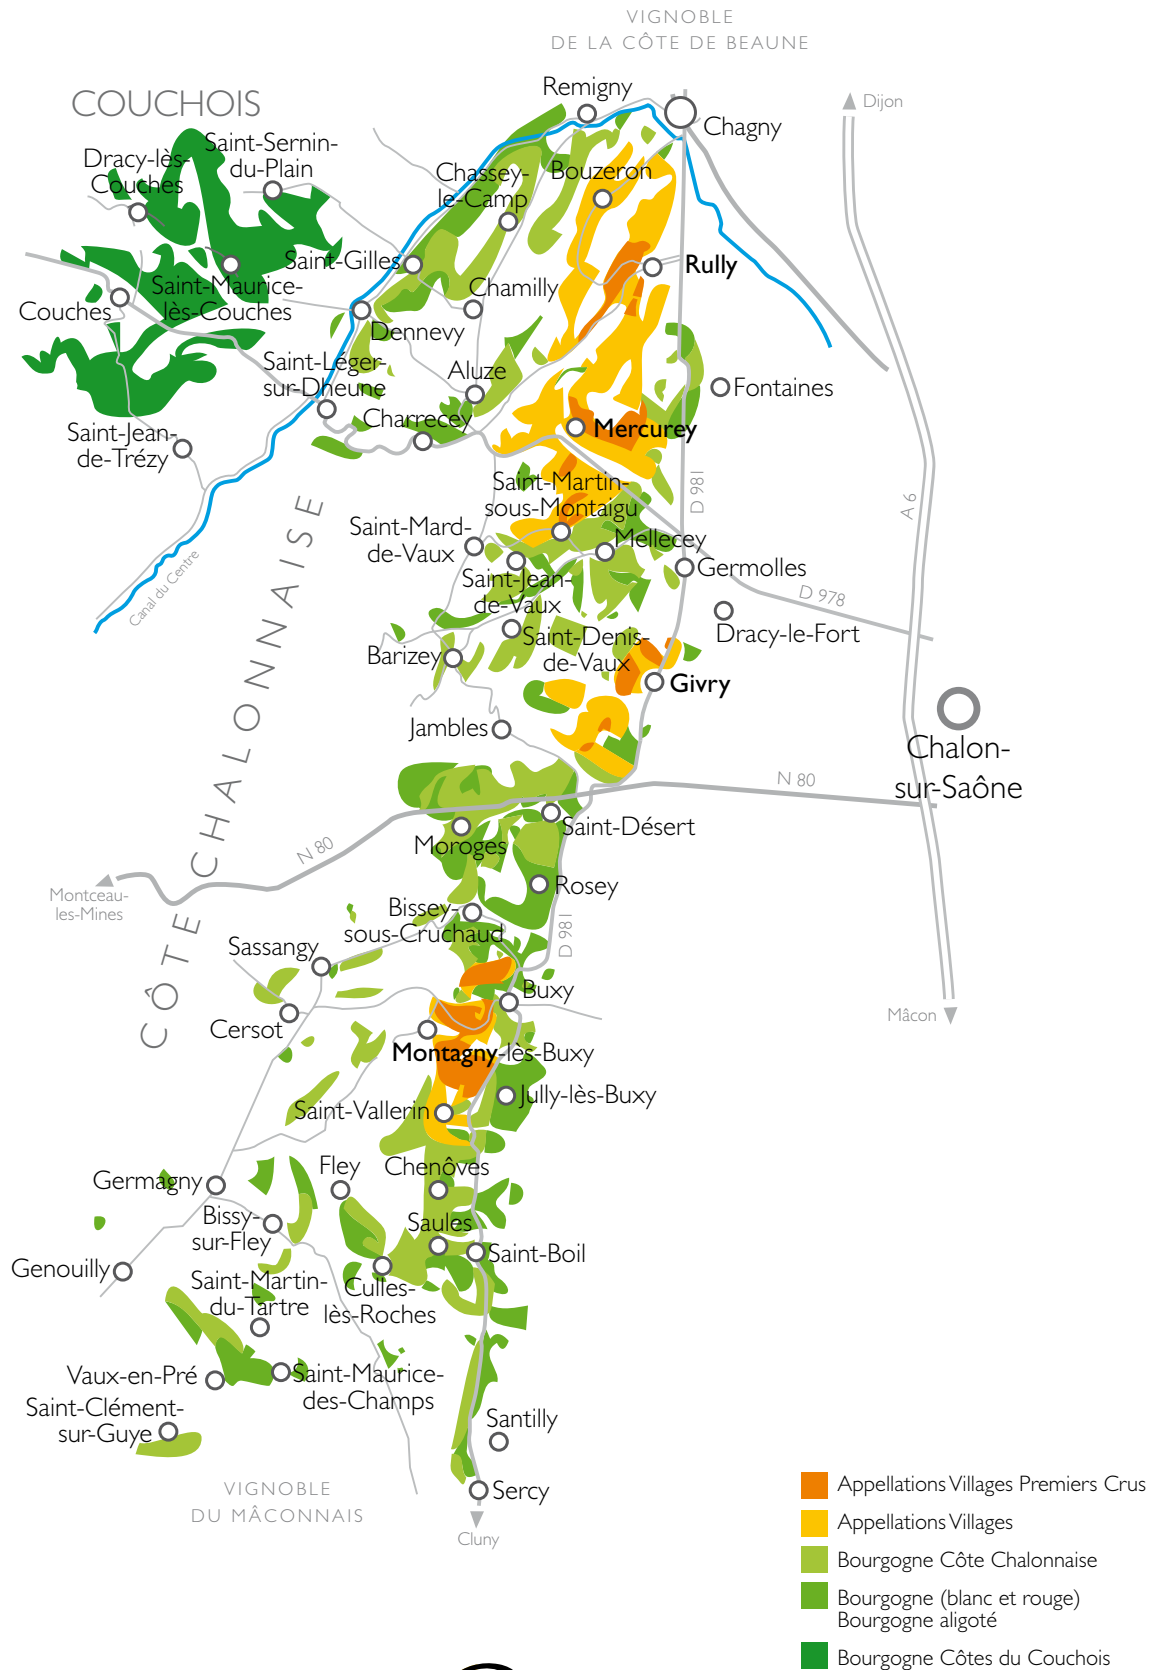 VIGNOBLE
DE LA CÔTE DE BEAUNE
Remigny
COUCHOIS
Dijon
Chagny
Saint-Sernin-
du-Plain
Dracy-lès-
Couches
Chassey-
le-Camp
Bouzeron
Saint-Gilles
Rully
Saint-Maurice-
lès-Couches
Couches
Chamilly
Dennevy
Saint-Léger-
sur-Dheune
Aluze
Fontaines
Charrecey
Mercurey
Saint-Jean-
de-Trézy
D 981
Saint-Martin-
sous-Montaigu
A 6
Saint-Mard-
de-Vaux
Mellecey
Canal du Centre
Germolles
Saint-Jean-
de-Vaux
D 978
Saint-Denis-
de-Vaux
Dracy-le-Fort
Barizey
Givry
CÔTE CHALONNAISE
Jambles
Chalon-
sur-Saône
N 80
Saint-Désert
Moroges
N 80
Montceau-
les-Mines
Rosey
Bissey-
sous-Cruchaud
D 981
Sassangy
Buxy
Cersot
Mâcon
Montagny-lès-Buxy
Jully-lès-Buxy
Saint-Vallerin
Fley
Chenôves
Germagny
Bissy-
sur-Fley
Saules
Saint-Boil
Genouilly
Saint-Martin-
du-Tartre
Culles-
lès-Roches
Vaux-en-Pré
Saint-Maurice-
des-Champs
Saint-Clément-
sur-Guye
Santilly
VIGNOBLE
DU MÂCONNAIS
Sercy
Cluny
Appellations Villages Premiers Crus
Appellations Villages
Bourgogne Côte Chalonnaise
Bourgogne (blanc et rouge)
Bourgogne aligoté
Bourgogne Côtes du Couchois